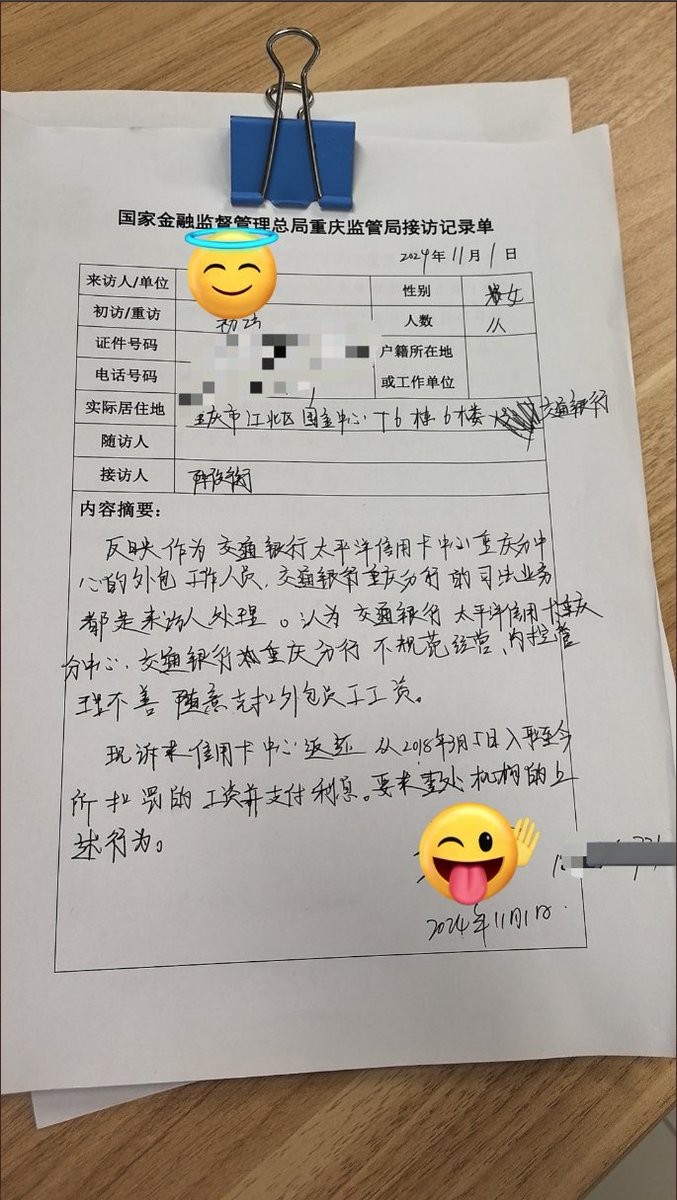 国家金融监督管理总局重庆监管局接访记录单
2024年11月1日
来访人/单位 性别 女
初访/重访 初访 人数 1人
证件号码 户籍所在地
电话号码 或工作单位
实际居住地 重庆市江北区国金中心T6栋6楼 交通银行
随访人
接访人
内容摘要：
反映作为交通银行太平洋信用卡中心重庆分中
心的外包工作人员，交通银行重庆分行的司出业务
都是来访人处理。认为交通银行太平洋信用卡重庆
分中心，交通银行重庆分行不规范经营、内控管
理不善随意克扣外包员工工资。
现诉求信用卡中心返还从2018年3月5日入职至今
所扣罚的工资并支付利息。要求查处机构的上
述行为。
2024年11月1日